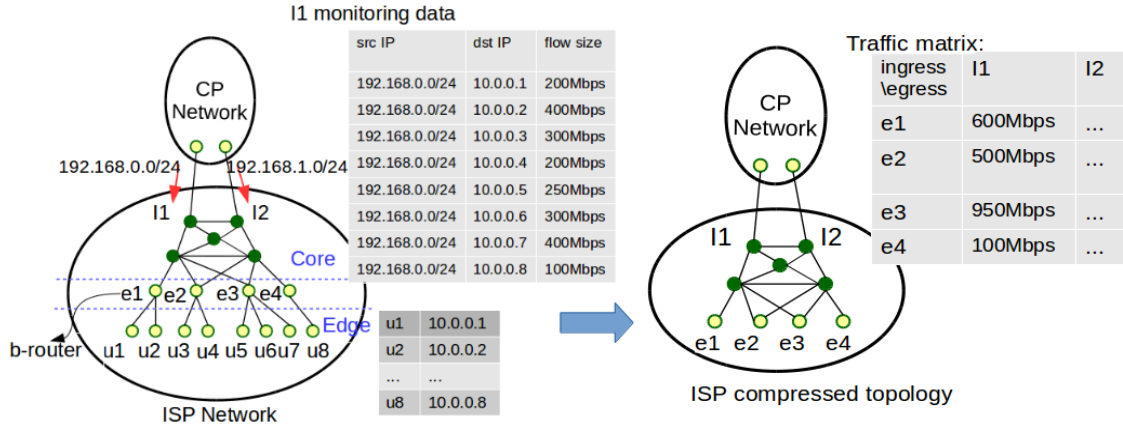 I1 monitoring data
src IP dst IP flow size
192.168.0.0/24 10.0.0.1 200Mbps
192.168.0.0/24 10.0.0.2 400Mbps
192.168.0.0/24 10.0.0.3 300Mbps
192.168.0.0/24 10.0.0.4 200Mbps
192.168.0.0/24 10.0.0.5 250Mbps
192.168.0.0/24 10.0.0.6 300Mbps
192.168.0.0/24 10.0.0.7 400Mbps
192.168.0.0/24 10.0.0.8 100Mbps
CP
Network
192.168.0.0/24 192.168.1.0/24
I1 I2
Core
e1 e2 e3 e4
Edge
b-router u1 u2 u3 u4 u5 u6 u7 u8
ISP Network
u1 10.0.0.1
u2 10.0.0.2
... ...
u8 10.0.0.8
CP
Network
I1 I2
e1 e2 e3 e4
ISP compressed topology
Traffic matrix:
ingress I1 I2
\egress
e1 600Mbps ...
e2 500Mbps ...
e3 950Mbps ...
e4 100Mbps ...